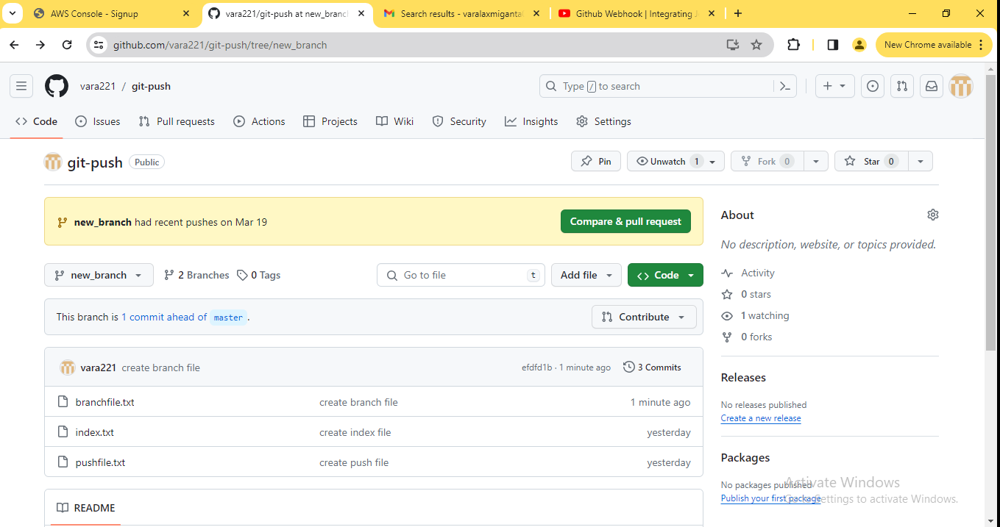 AWS Console - Signup
vara221/git-push at new_branc
Search results - varalaxmiganta
Github Webhook | Integrating J
github.com/vara221/git-push/tree/new_branch
New Chrome available
vara221 / git-push
Type / to search
Code
Issues
Pull requests
Actions
Projects
Wiki
Security
Insights
Settings
git-push
Public
Pin
Unwatch 1
Fork 0
Star 0
new_branch had recent pushes on Mar 19
Compare & pull request
new_branch
2 Branches
0 Tags
Go to file
t
Add file
Code
This branch is 1 commit ahead of master .
Contribute
vara221 create branch file
efdfd1b · 1 minute ago
3 Commits
branchfile.txt create branch file 1 minute ago
index.txt create index file yesterday
pushfile.txt create push file yesterday
README
About
No description, website, or topics provided.
Activity
0 stars
1 watching
0 forks
Releases
No releases published
Create a new release
Packages
No packages published
Publish your first package
Activate Windows
Go to Settings to activate Windows.